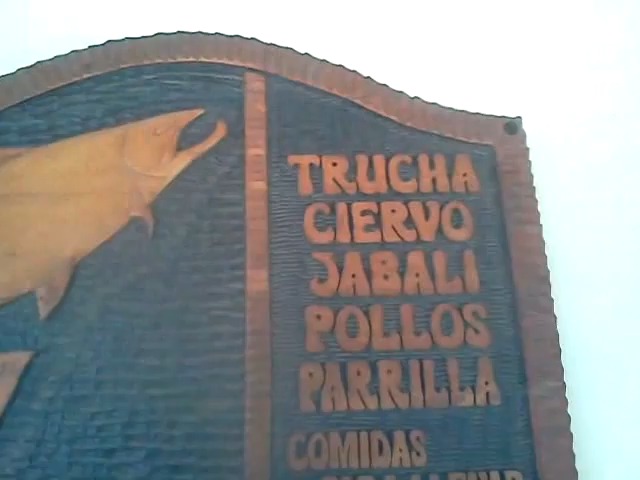 TRUCHA
CIERVO
JABALI
POLLOS
PARRILLA
COMIDAS